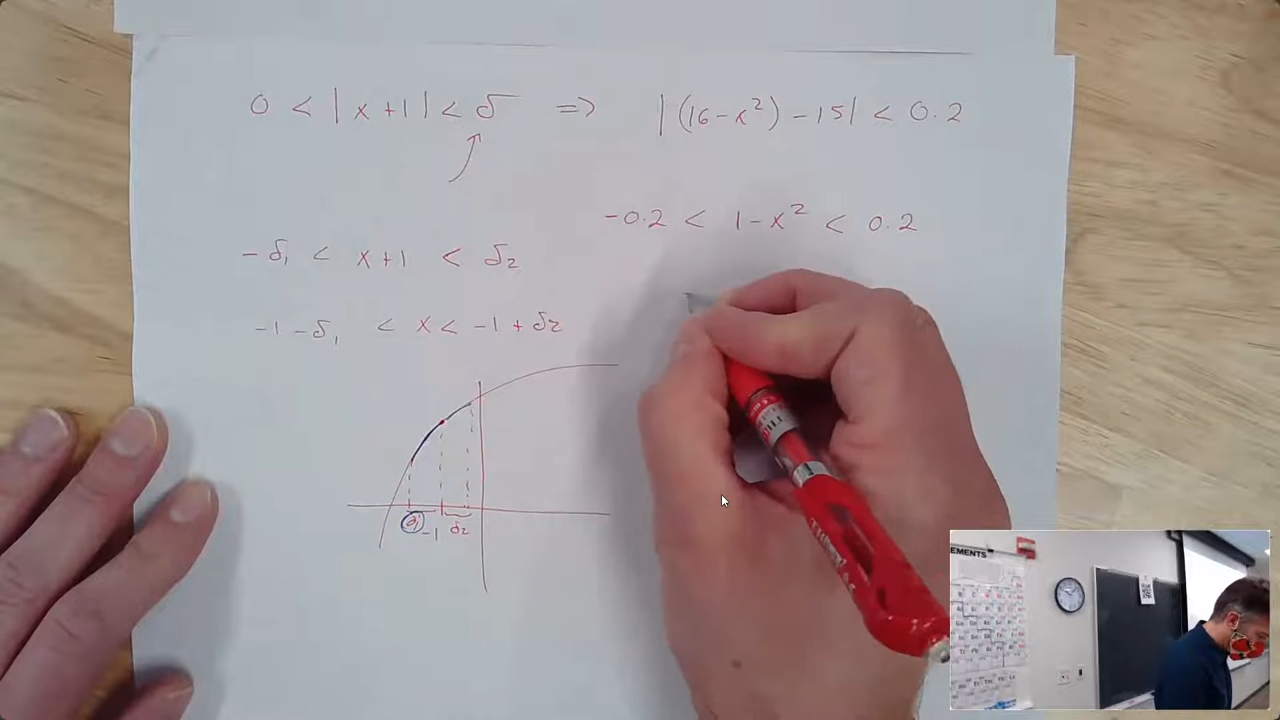 0 < |x+1| < δ => |(16-x²)-15| < 0.2
-0.2 < 1-x² < 0.2
-δ₁ < x+1 < δ₂
-1-δ₁ < x < -1+δ₂
δ₁ -1 δ₂
EMENTS